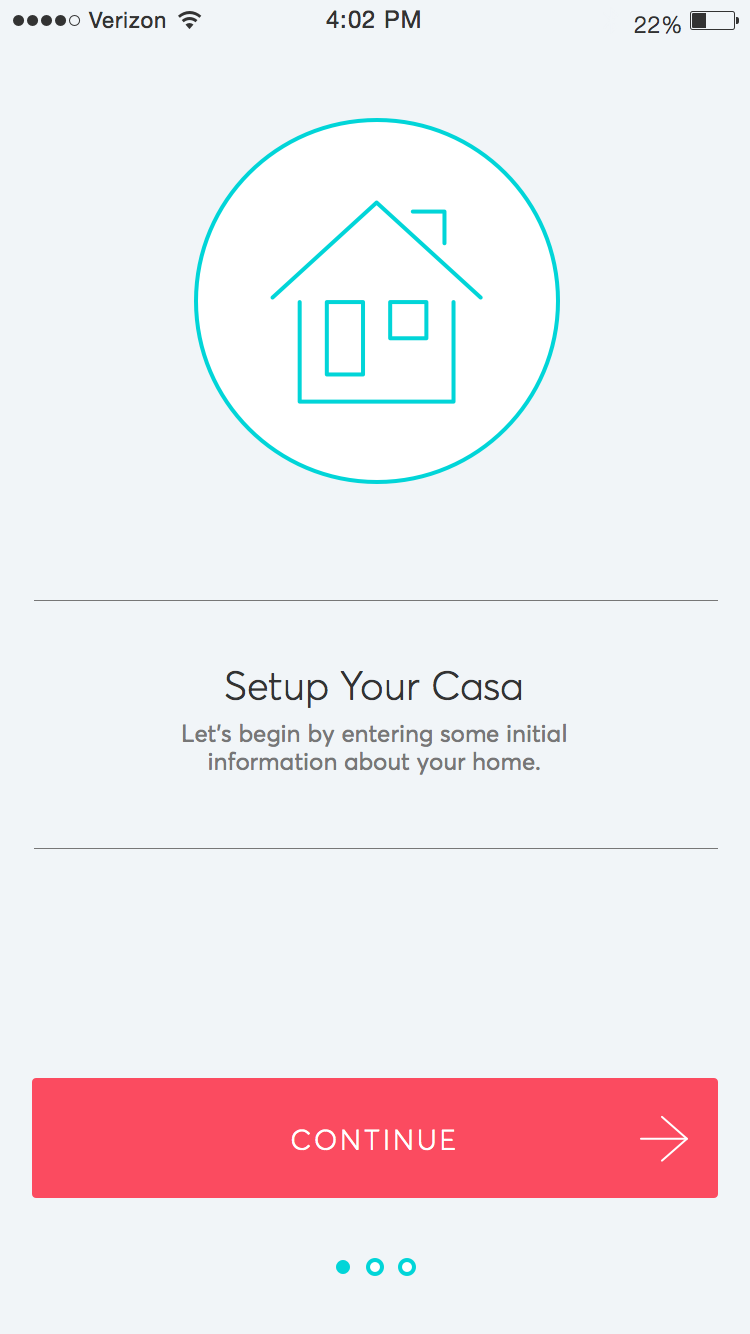 Verizon 4:02 PM 22%
Setup Your Casa
Let's begin by entering some initial
information about your home.
CONTINUE